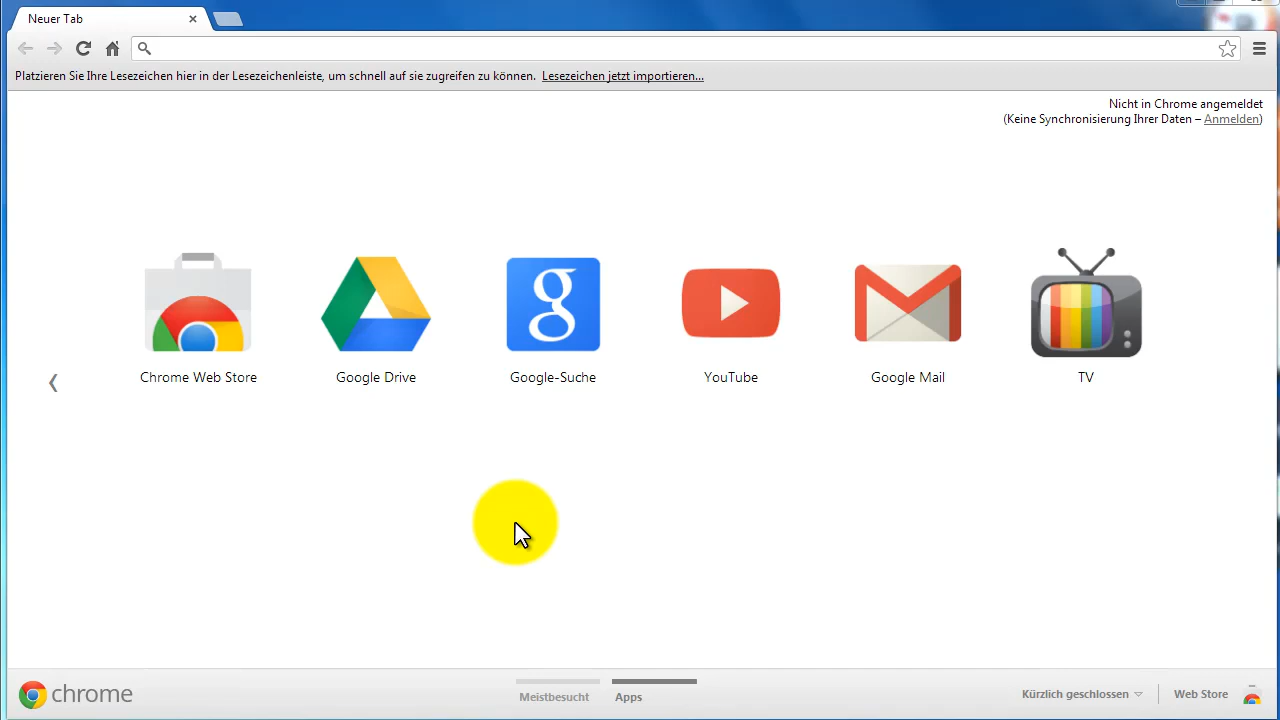 Neuer Tab
Platzieren Sie Ihre Lesezeichen hier in der Lesezeichenleiste, um schnell auf sie zugreifen zu können. Lesezeichen jetzt importieren...
Nicht in Chrome angemeldet
(Keine Synchronisierung Ihrer Daten – Anmelden)
Chrome Web Store
Google Drive
g
Google-Suche
YouTube
Google Mail
TV
chrome
Meistbesucht
Apps
Kürzlich geschlossen
Web Store